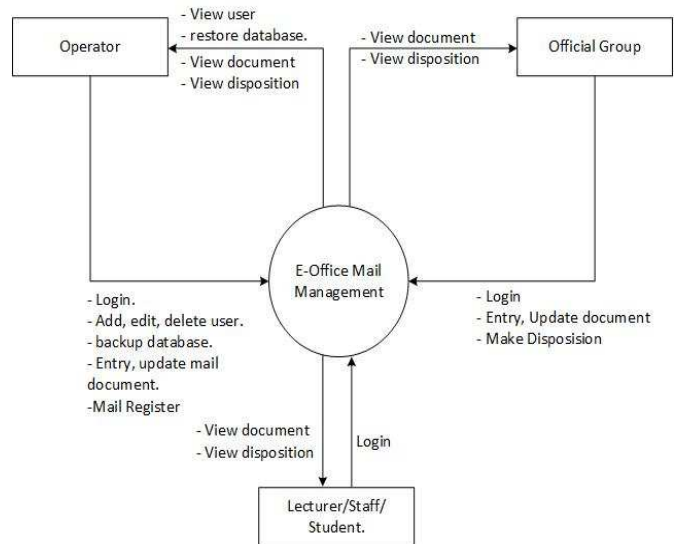 Operator
- View user
- restore database.
- View document
- View disposition
- View document
- View disposition
Official Group
E-Office Mail
Management
- Login.
- Add, edit, delete user.
- backup database.
- Entry, update mail
document.
-Mail Register
- Login
- Entry, Update document
- Make Disposision
- View document
- View disposition
Login
Lecturer/Staff/
Student.